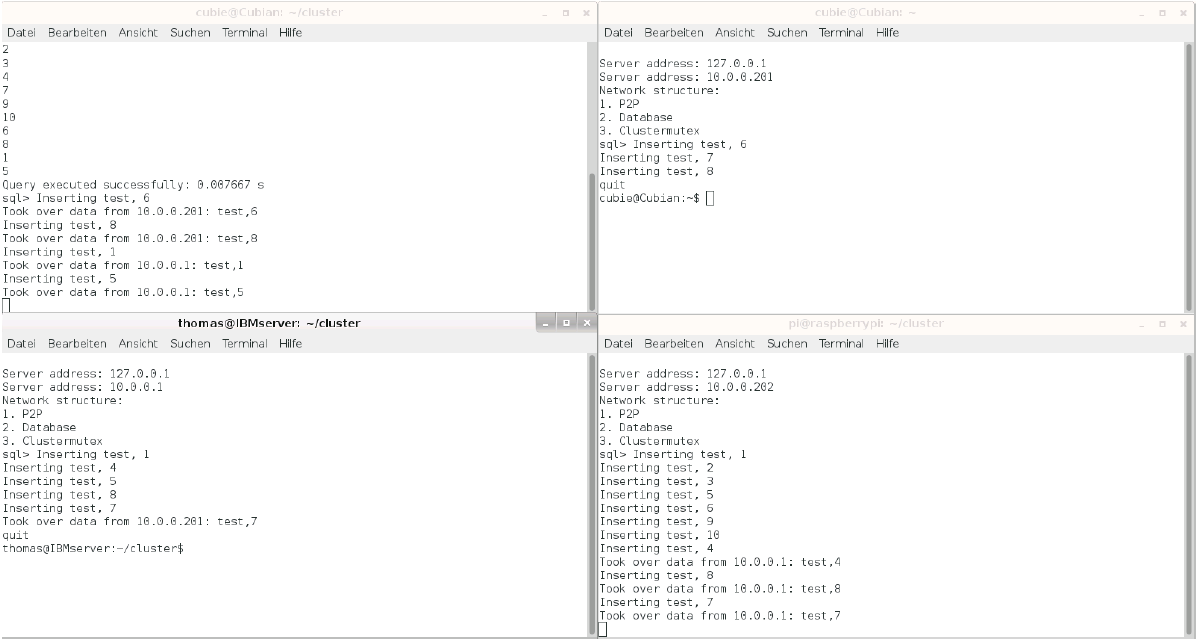 cubie@Cubian: ~/cluster
Datei Bearbeiten Ansicht Suchen Terminal Hilfe
2
3
4
7
9
10
6
8
1
5
Query executed successfully: 0.007667 s
sql> Inserting test, 6
Took over data from 10.0.0.201: test,6
Inserting test, 8
Took over data from 10.0.0.201: test,8
Inserting test, 1
Took over data from 10.0.0.1: test,1
Inserting test, 5
Took over data from 10.0.0.1: test,5
cubie@Cubian: ~
Datei Bearbeiten Ansicht Suchen Terminal Hilfe
Server address: 127.0.0.1
Server address: 10.0.0.201
Network structure:
1. P2P
2. Database
3. Clustermutex
sql> Inserting test, 6
Inserting test, 7
Inserting test, 8
quit
cubie@Cubian:~$
thomas@IBMserver: ~/cluster
Datei Bearbeiten Ansicht Suchen Terminal Hilfe
Server address: 127.0.0.1
Server address: 10.0.0.1
Network structure:
1. P2P
2. Database
3. Clustermutex
sql> Inserting test, 1
Inserting test, 4
Inserting test, 5
Inserting test, 8
Inserting test, 7
Took over data from 10.0.0.201: test,7
quit
thomas@IBMserver:~/cluster$
pi@raspberrypi: ~/cluster
Datei Bearbeiten Ansicht Suchen Terminal Hilfe
Server address: 127.0.0.1
Server address: 10.0.0.202
Network structure:
1. P2P
2. Database
3. Clustermutex
sql> Inserting test, 1
Inserting test, 2
Inserting test, 3
Inserting test, 5
Inserting test, 6
Inserting test, 9
Inserting test, 10
Inserting test, 4
Took over data from 10.0.0.1: test,4
Inserting test, 8
Took over data from 10.0.0.1: test,8
Inserting test, 7
Took over data from 10.0.0.1: test,7